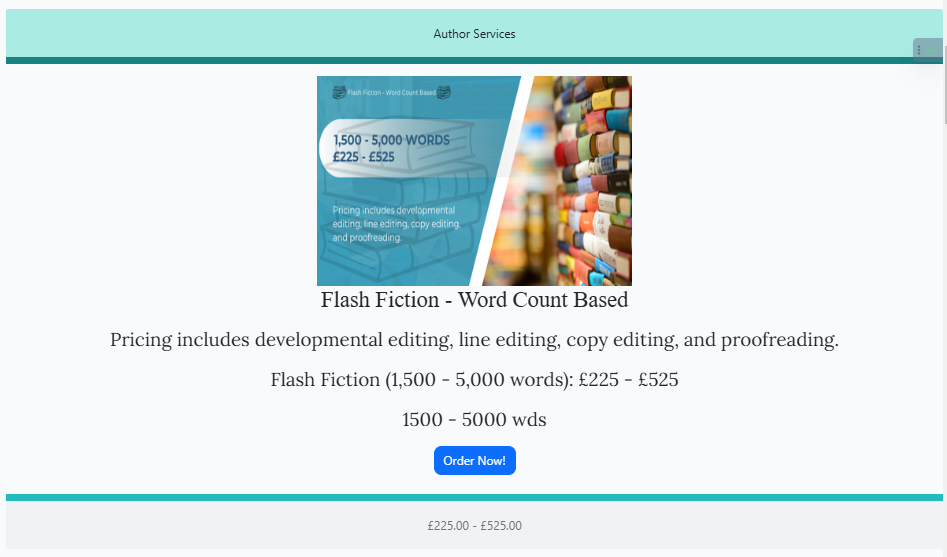 Author Services
Flash Fiction - Word Count Based
1,500 - 5,000 WORDS
£225 - £525
Pricing includes developmental
editing, line editing, copy editing,
and proofreading.
Flash Fiction - Word Count Based
Pricing includes developmental editing, line editing, copy editing, and proofreading.
Flash Fiction (1,500 - 5,000 words): £225 - £525
1500 - 5000 wds
Order Now!
£225.00 - £525.00